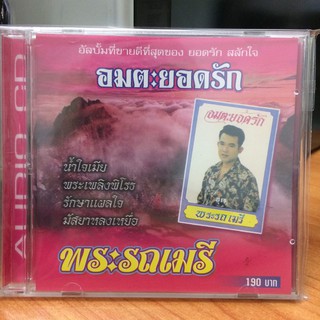 อัลบั้มที่ขายดีที่สุดของ ยอดรัก สลักใจ
อมตะยอดรัก
อมตะยอดรัก
น้ำใจเมีย
พระเพลิงพิโรธ
รักษาแผลใจ
มัสยาหลงเหยื่อ
ชุด
พระรถเมรี
พระรถเมรี
190 บาท
AUDIO CD